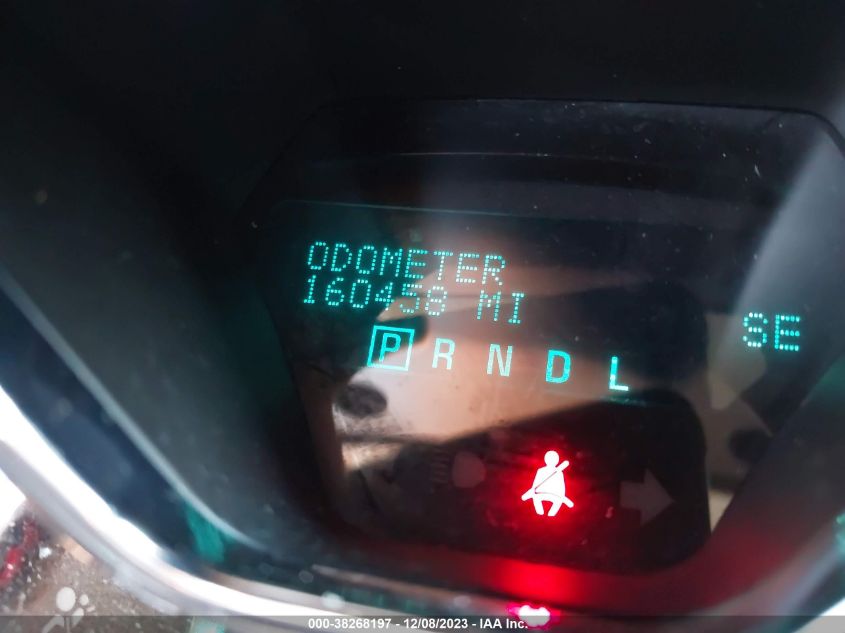 ODOMETER
160458 MI
SE
P R N D L
000-38268197 - 12/08/2023 - IAA Inc.